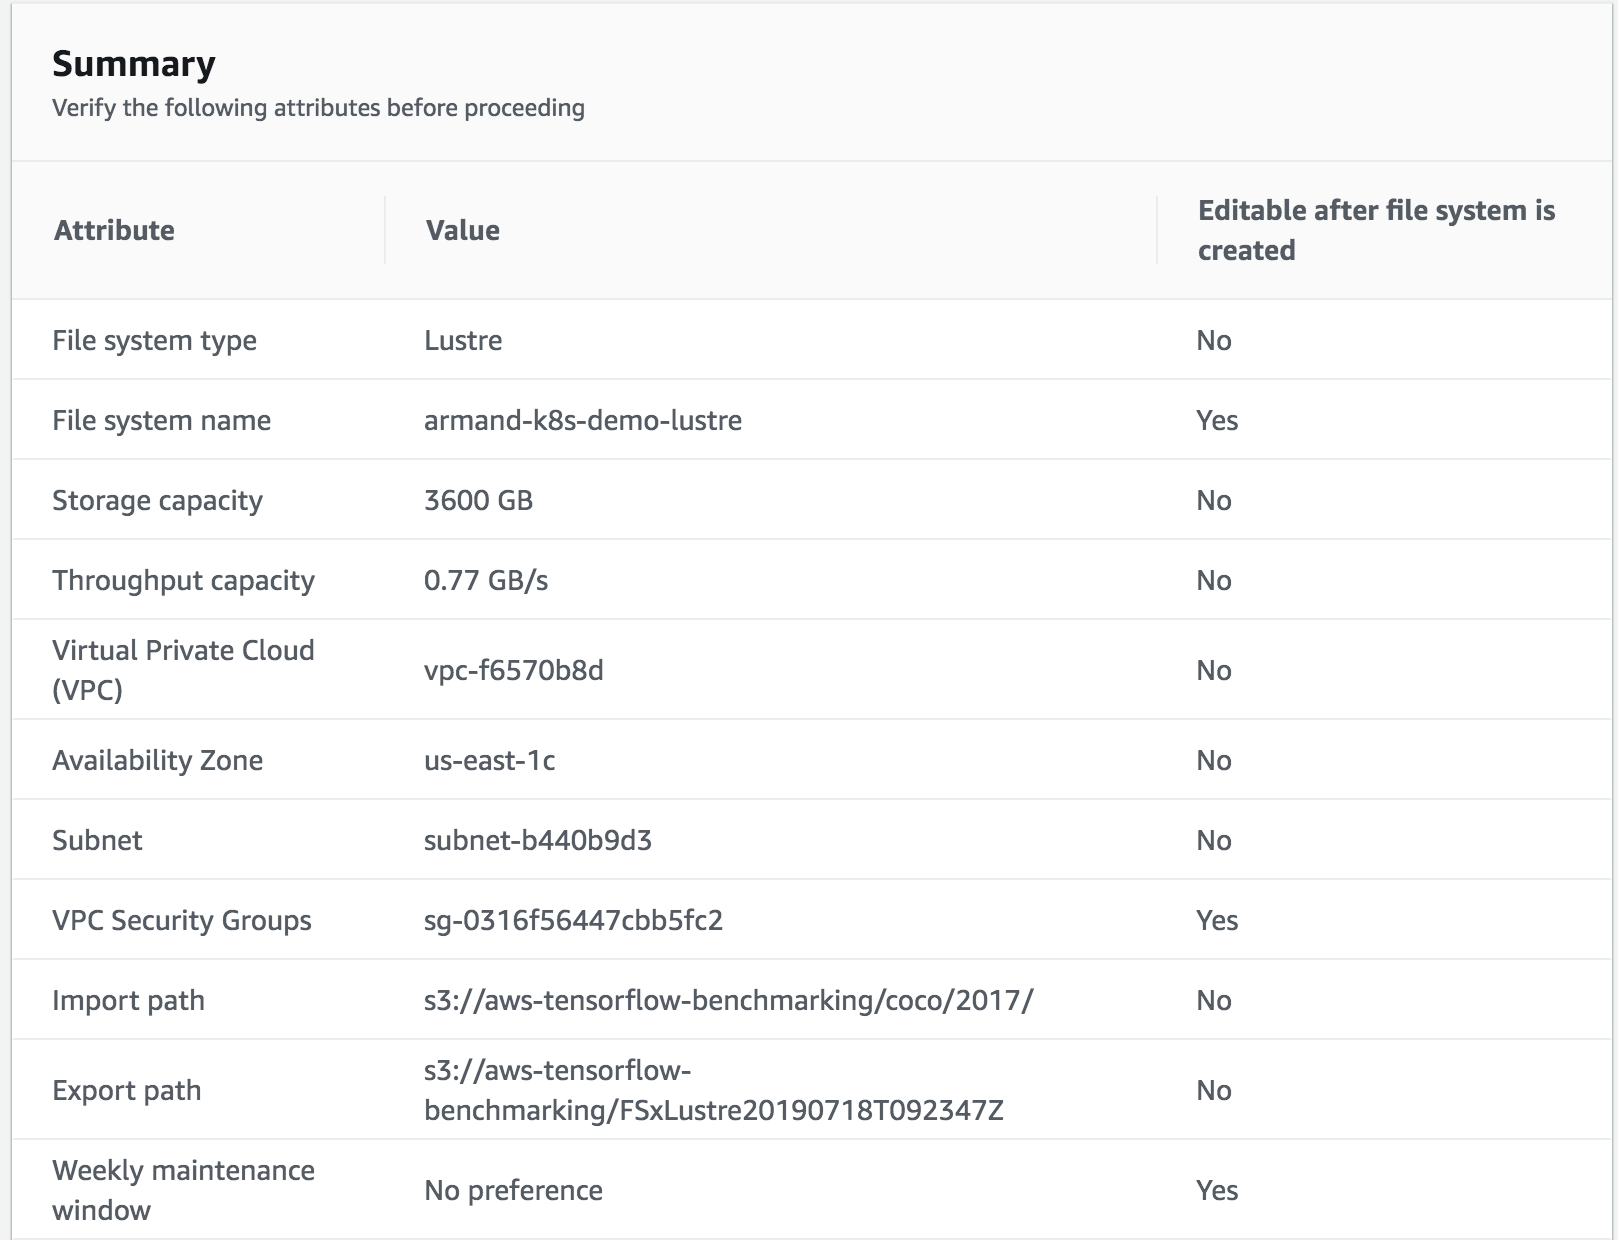 Summary
Verify the following attributes before proceeding
Attribute Value Editable after file system is
created
File system type Lustre No
File system name armand-k8s-demo-lustre Yes
Storage capacity 3600 GB No
Throughput capacity 0.77 GB/s No
Virtual Private Cloud
(VPC) vpc-f6570b8d No
Availability Zone us-east-1c No
Subnet subnet-b440b9d3 No
VPC Security Groups sg-0316f56447cbb5fc2 Yes
Import path s3://aws-tensorflow-benchmarking/coco/2017/ No
Export path s3://aws-tensorflow-
benchmarking/FSxLustre20190718T092347Z No
Weekly maintenance
window No preference Yes